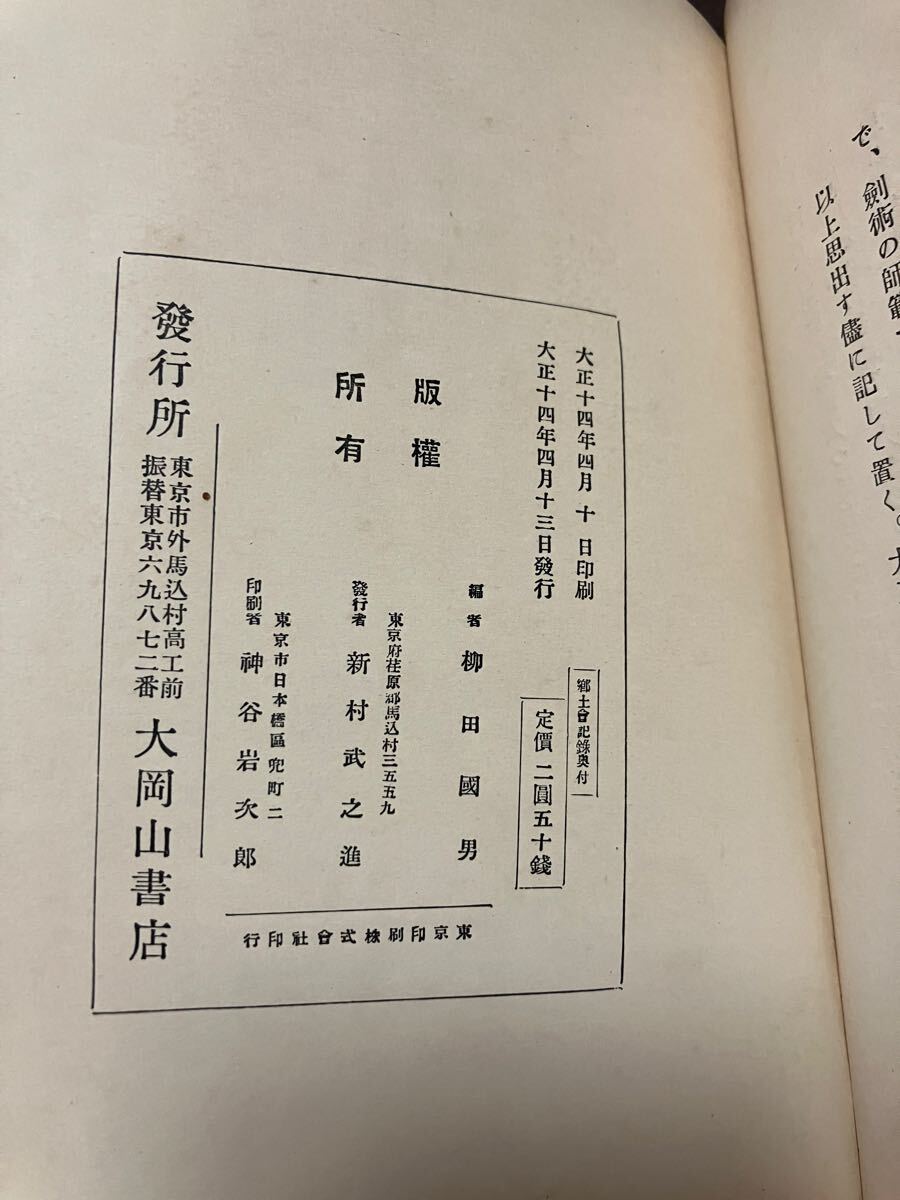 で、劍術の師範
以上思出す儘に記して置く。
大正十四年四月十日印刷
大正十四年四月十三日發行
郷土會記錄奥付
定價二圓五十錢
版權
所有
編者 柳田國男
東京府荏原郡馬込村三五五九
發行者 新村武之進
東京市日本橋區兜町二
印刷者 神谷岩次郎
東京印刷株式會社印行
發行所
東京市外馬込村高工前
振替東京六九八七二番
大岡山書店